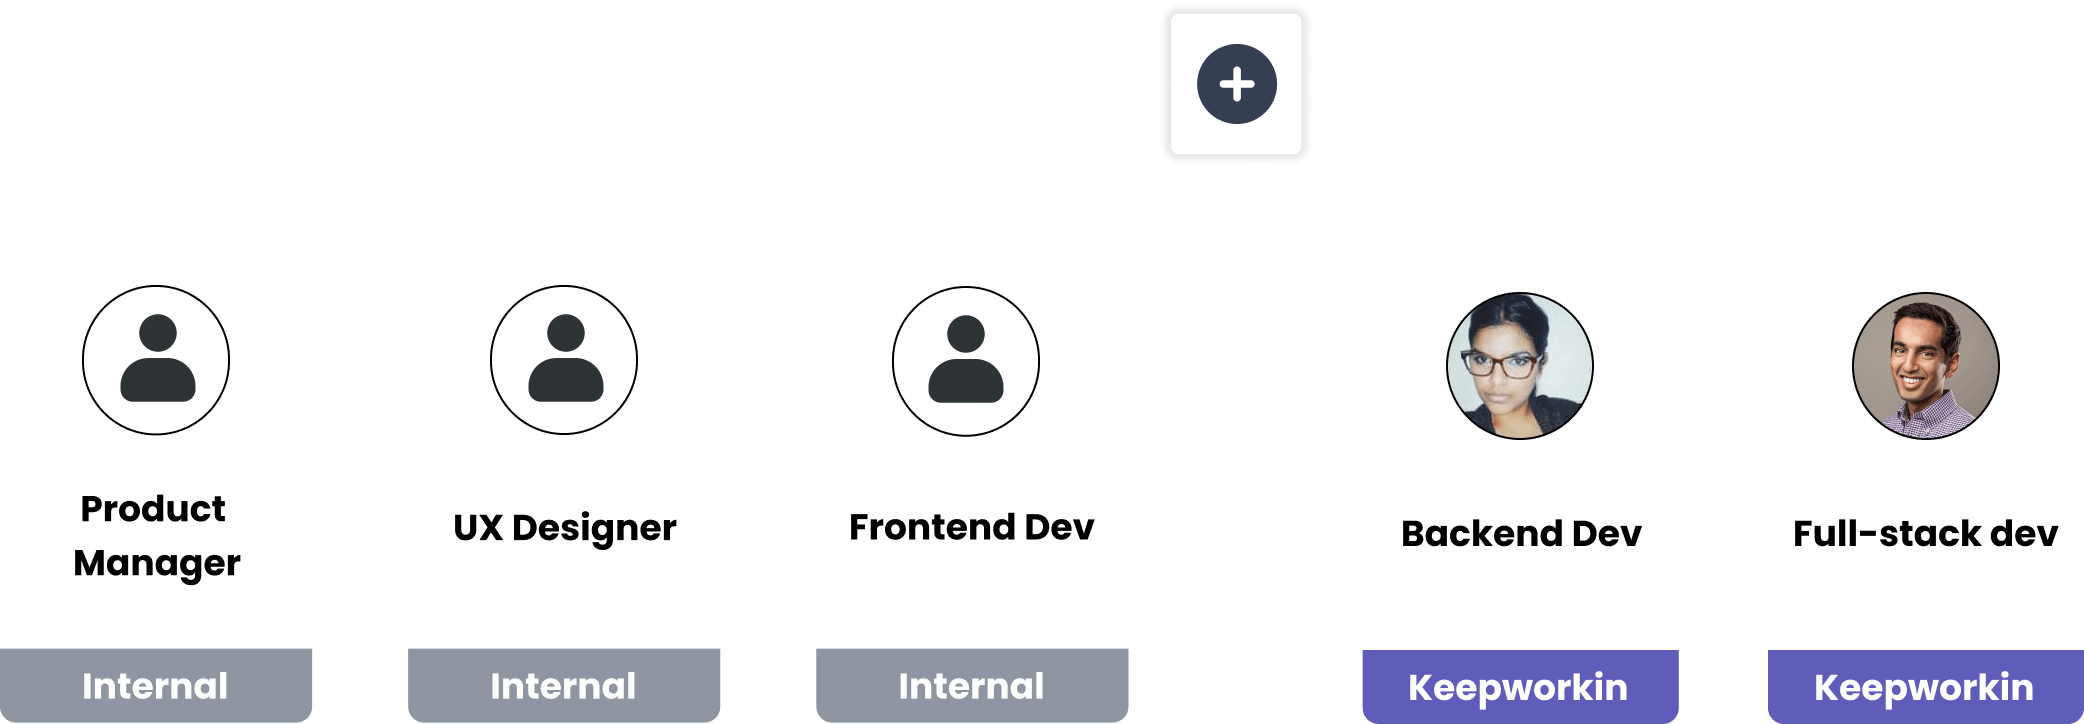 Product
Manager
UX Designer
Frontend Dev
Backend Dev
Full-stack dev
Internal
Internal
Internal
Keepworkin
Keepworkin